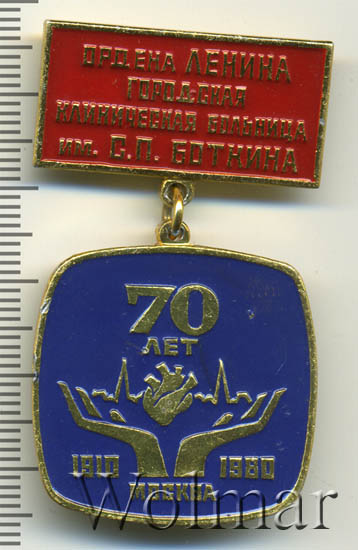 ОРДЕНА ЛЕНИНА
ГОРОДСКАЯ
КЛИНИЧЕСКАЯ БОЛЬНИЦА
ИМ. С.П. БОТКИНА
70
ЛЕТ
1910 1980
МОСКВА
Wolmar